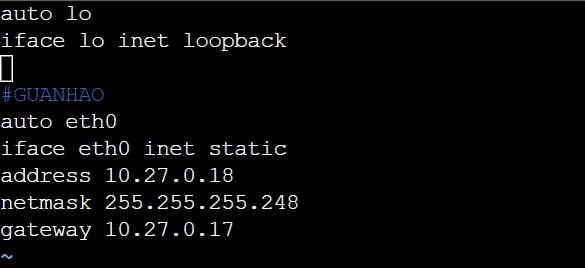 auto lo
iface lo inet loopback
#GUANHAO
auto eth0
iface eth0 inet static
address 10.27.0.18
netmask 255.255.255.248
gateway 10.27.0.17
~